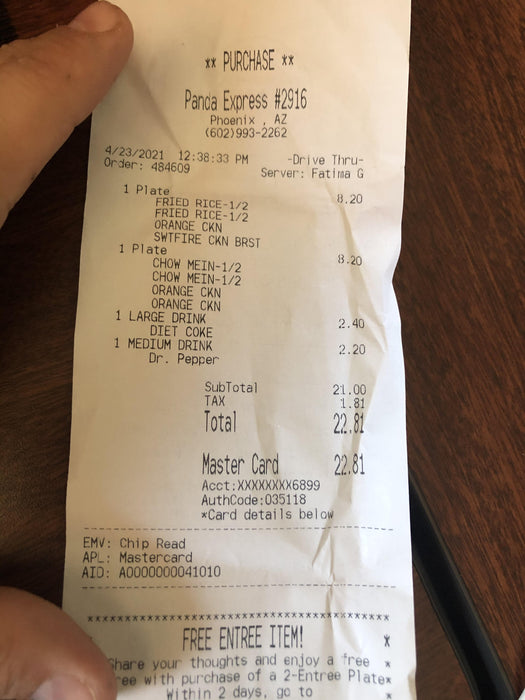 ** PURCHASE **
Panda Express #2916
Phoenix , AZ
(602)993-2262
4/23/2021 12:38:33 PM -Drive Thru-
Order: 484609 Server: Fatima G
1 Plate 8.20
FRIED RICE-1/2
FRIED RICE-1/2
ORANGE CKN
SWTFIRE CKN BRST
1 Plate 8.20
CHOW MEIN-1/2
CHOW MEIN-1/2
ORANGE CKN
ORANGE CKN
1 LARGE DRINK 2.40
DIET COKE
1 MEDIUM DRINK 2.20
Dr. Pepper
SubTotal 21.00
TAX 1.81
Total 22.81
Master Card 22.81
Acct:XXXXXXXX6899
AuthCode:035118
*Card details below
EMV: Chip Read
APL: Mastercard
AID: A0000000041010
FREE ENTREE ITEM! *
Share your thoughts and enjoy a free *
ree with purchase of a 2-Entree Plate*
Within 2 days, go to *